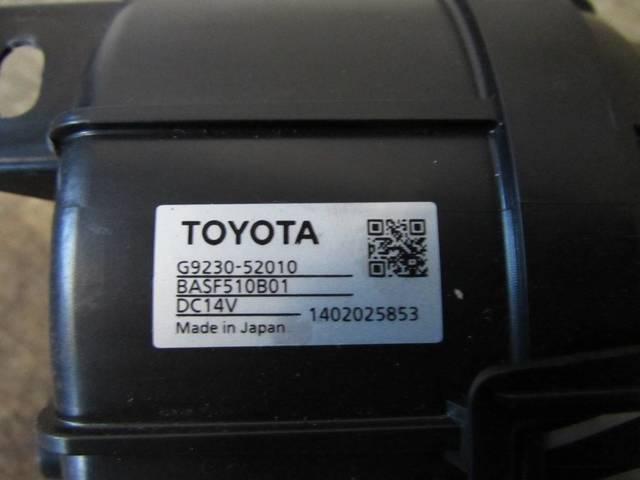 TOYOTA
G9230-52010
BASF510B01
DC14V
1402025853
Made in Japan